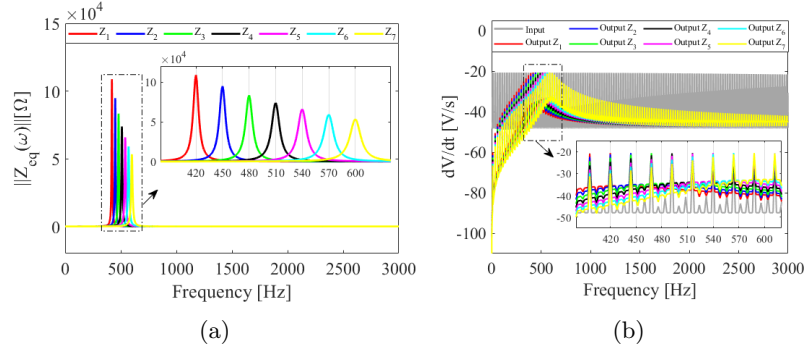 15 ×10⁴
Z₁ Z₂ Z₃ Z₄ Z₅ Z₆ Z₇
||Z_eq(ω)||[Ω]
10
5
0
×10⁴
10
5
0
420 450 480 510 540 570 600
0 500 1000 1500 2000 2500 3000
Frequency [Hz]
(a)
Input Output Z₂ Output Z₄ Output Z₆
Output Z₁ Output Z₃ Output Z₅ Output Z₇
dV/dt [V/s]
0
-20
-40
-60
-80
-100
-20
-30
-40
-50
420 450 480 510 540 570 600
0 500 1000 1500 2000 2500 3000
Frequency [Hz]
(b)